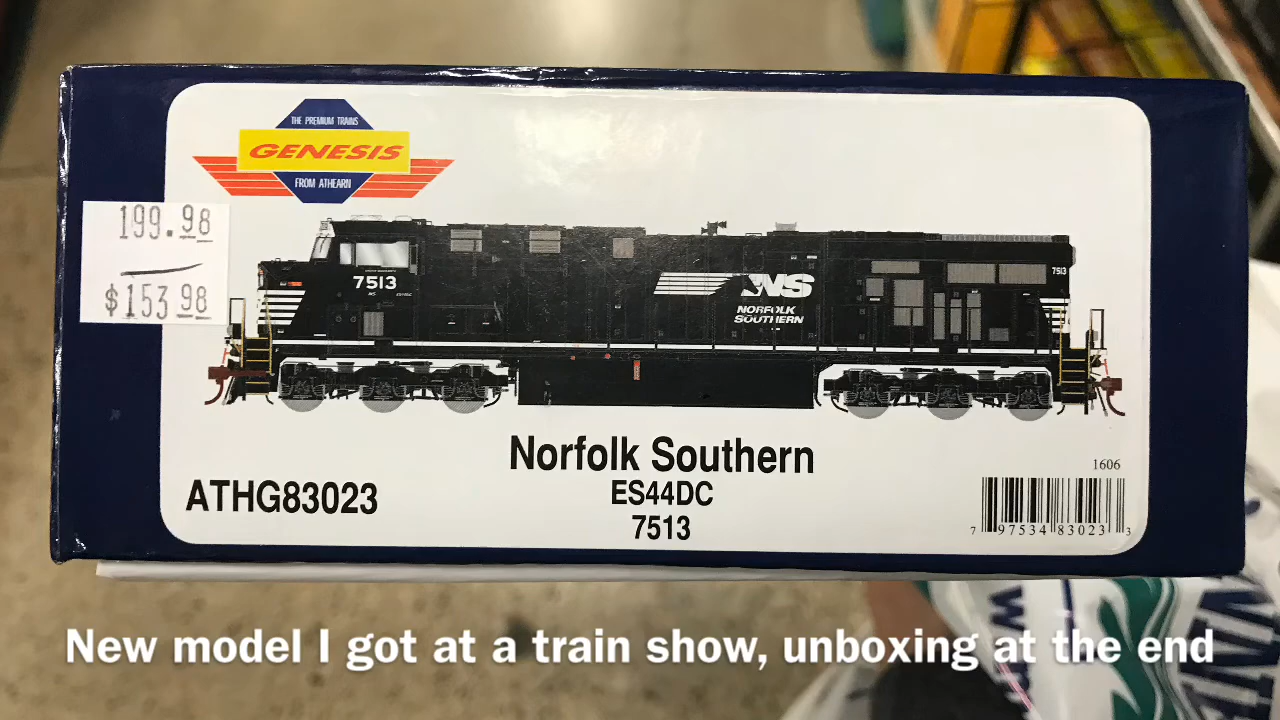 THE PREMIUM TRAINS
GENESIS
FROM ATHEARN
199.98
$153.98
7513
7513
NS
NORFOLK
SOUTHERN
Norfolk Southern
ES44DC
7513
ATHG83023
1606
7 97534 83023 3
New model I got at a train show, unboxing at the end